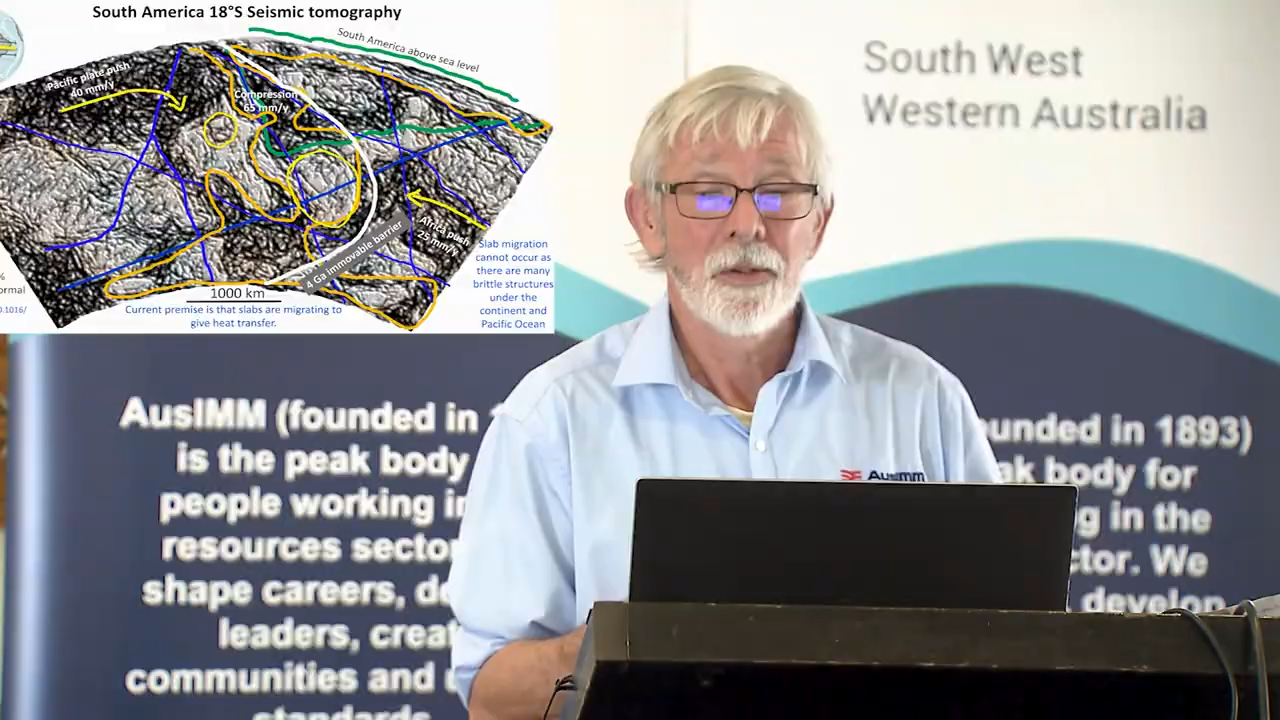 South America 18°S Seismic tomography
South America above sea level
Pacific plate push
40 mm/y
Compression
65 mm/y
Africa push
25 mm/y
4 Ga immovable barrier
Slab migration
cannot occur as
there are many
brittle structures
under the
continent and
Pacific Ocean
%
ormal
0.1016/
1000 km
Current premise is that slabs are migrating to
give heat transfer.
South West
Western Australia
AusIMM (founded in
is the peak body
people working in
resources sector
shape careers, de
leaders, creat
communities and
standards
AusIMM
ounded in 1893)
ak body for
g in the
ctor. We
develop